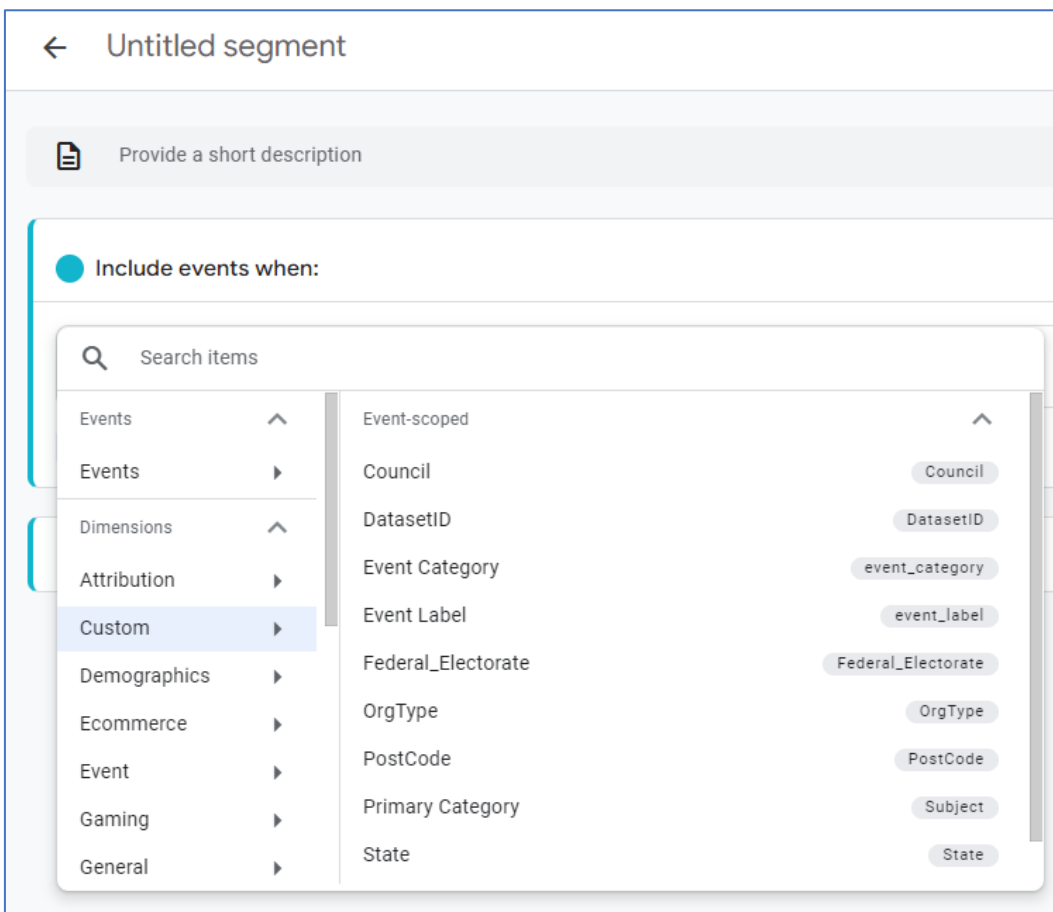 Untitled segment
Provide a short description
Include events when:
Search items
Events
Events
Dimensions
Attribution
Custom
Demographics
Ecommerce
Event
Gaming
General
Event-scoped
Council Council
DatasetID DatasetID
Event Category event_category
Event Label event_label
Federal_Electorate Federal_Electorate
OrgType OrgType
PostCode PostCode
Primary Category Subject
State State